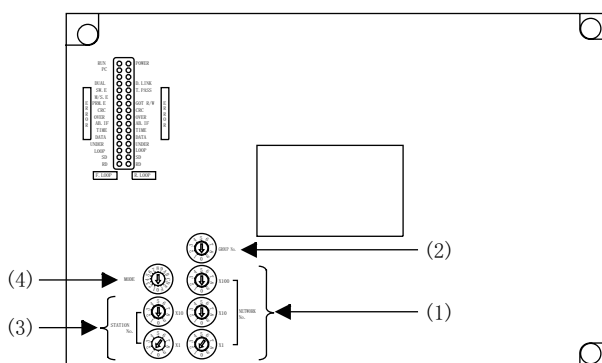 RUN POWER
PC
DUAL D.LINK
SW.E T.PASS
M/S.E
PRM.E GOT R/W
CRC CRC
OVER OVER
AB.IF AB.IF
TIME TIME
DATA DATA
UNDER UNDER
LOOP LOOP
SD SD
RD RD
ERROR
ERROR
F.LOOP R.LOOP
GROUP No.
(2)
(4)
MODE
X100
NETWORK No.
(1)
(3)
STATION No.
X10
X10
X1
X1